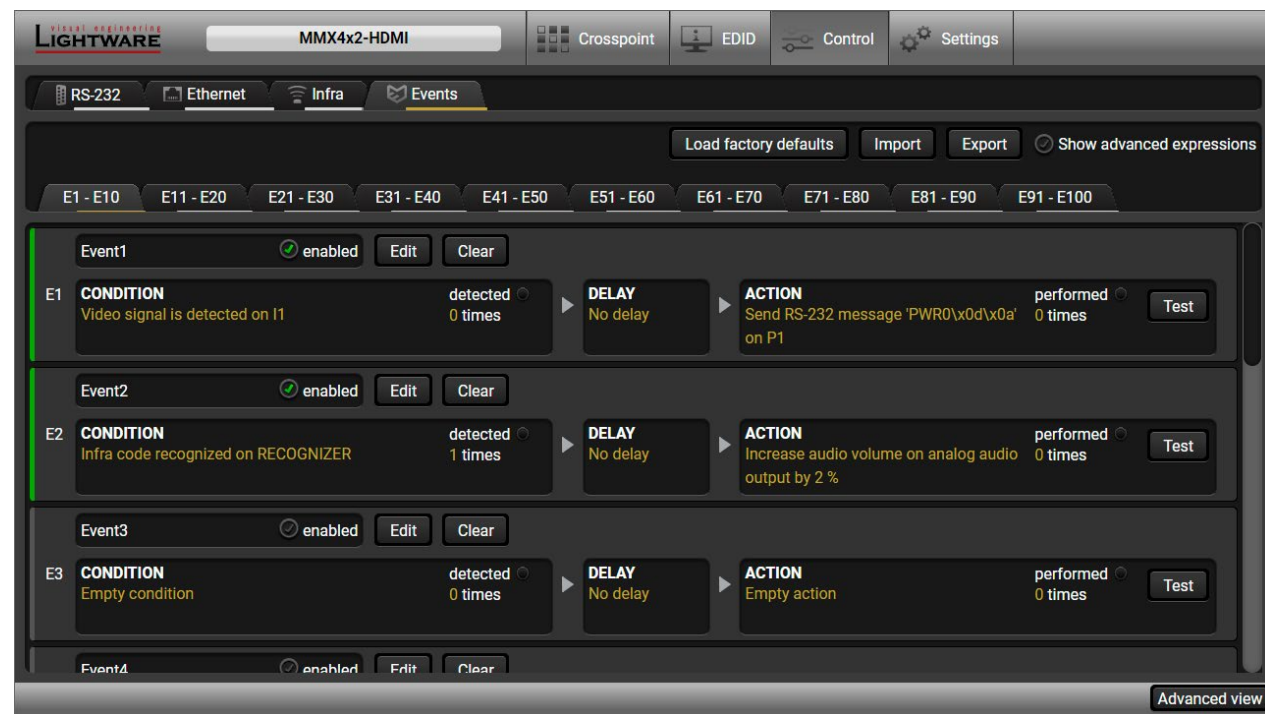 visual engineering
LIGHTWARE
MMX4x2-HDMI
Crosspoint
EDID
Control
Settings
RS-232
Ethernet
Infra
Events
Load factory defaults
Import
Export
Show advanced expressions
E1 - E10
E11 - E20
E21 - E30
E31 - E40
E41 - E50
E51 - E60
E61 - E70
E71 - E80
E81 - E90
E91 - E100
Event1
enabled
Edit
Clear
E1
CONDITION
Video signal is detected on I1
detected
0 times
DELAY
No delay
ACTION
Send RS-232 message 'PWR0\x0d\x0a'
on P1
performed
0 times
Test
Event2
enabled
Edit
Clear
E2
CONDITION
Infra code recognized on RECOGNIZER
detected
1 times
DELAY
No delay
ACTION
Increase audio volume on analog audio
output by 2 %
performed
0 times
Test
Event3
enabled
Edit
Clear
E3
CONDITION
Empty condition
detected
0 times
DELAY
No delay
ACTION
Empty action
performed
0 times
Test
Event4
enabled
Edit
Clear
Advanced view